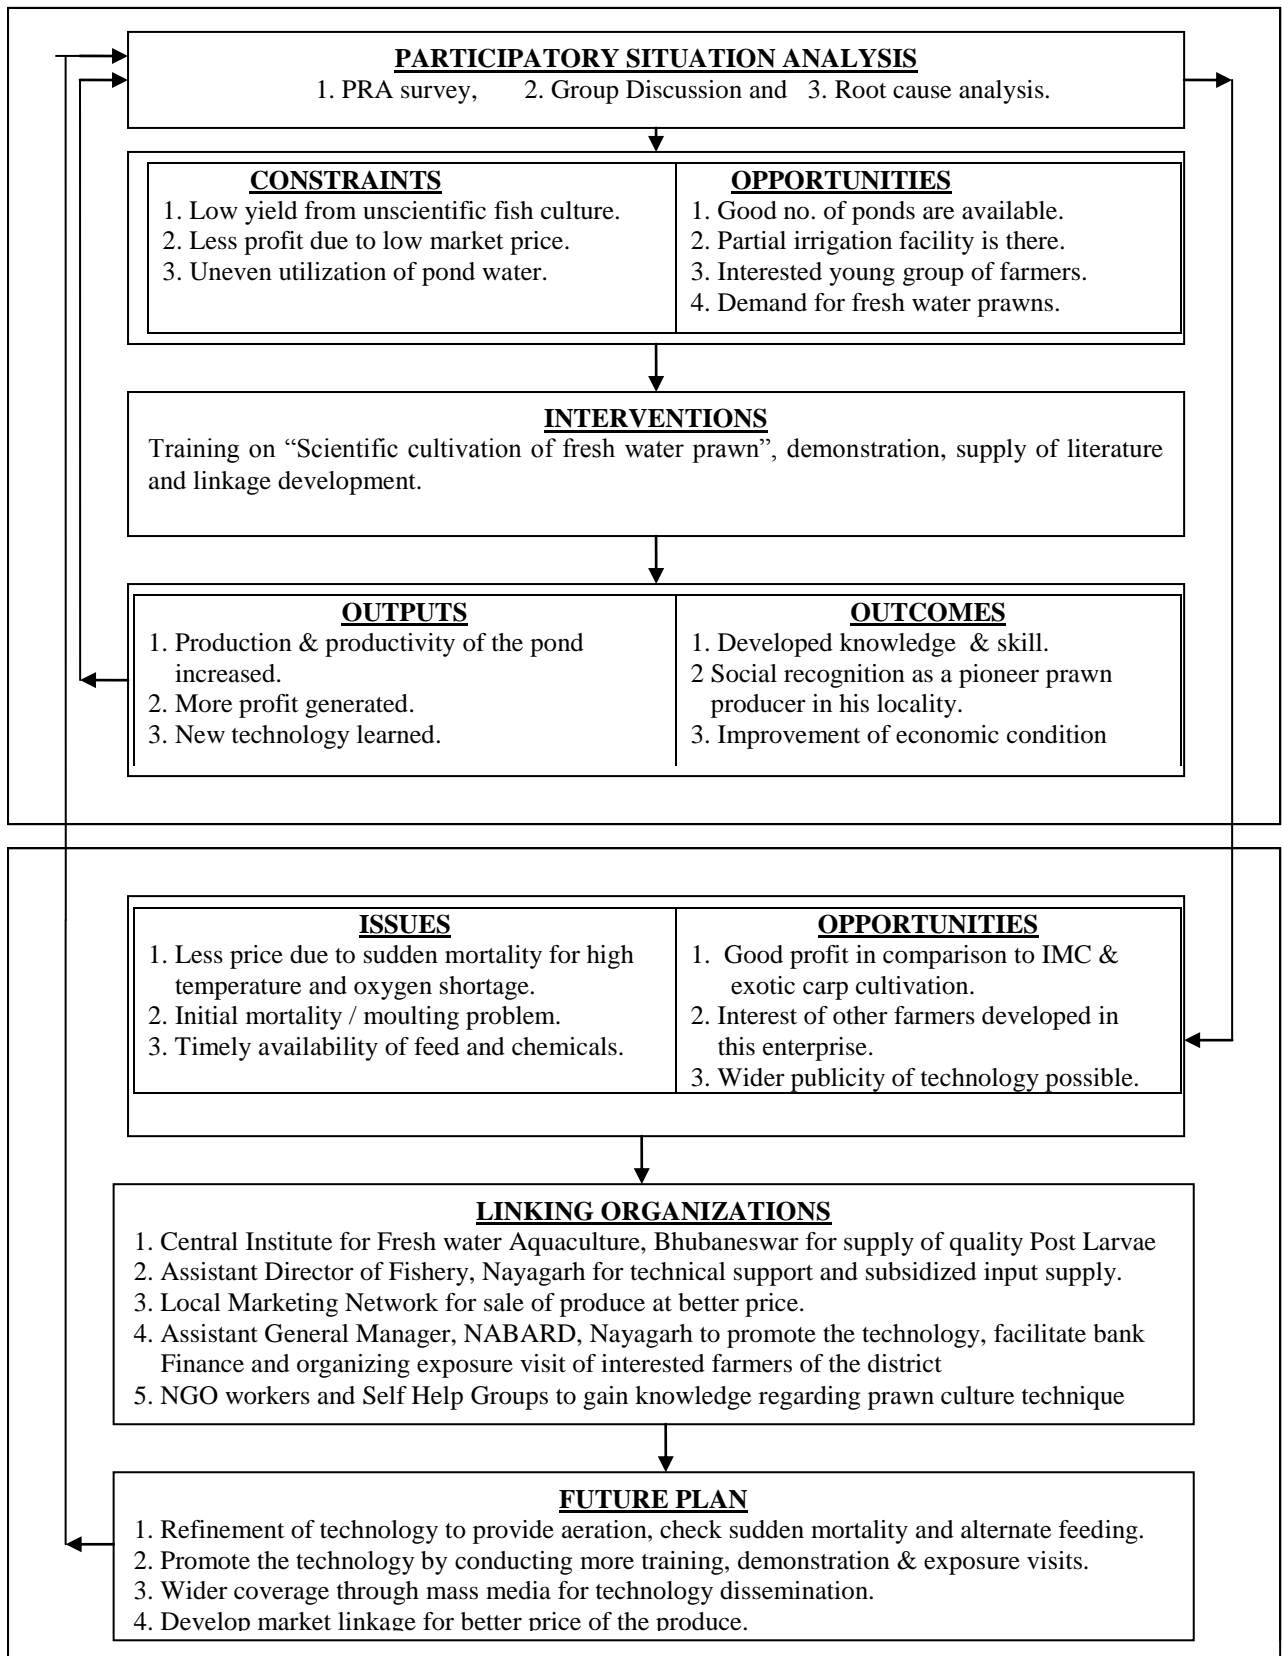 PARTICIPATORY SITUATION ANALYSIS
1. PRA survey, 2. Group Discussion and 3. Root cause analysis.
CONSTRAINTS
1. Low yield from unscientific fish culture.
2. Less profit due to low market price.
3. Uneven utilization of pond water.
OPPORTUNITIES
1. Good no. of ponds are available.
2. Partial irrigation facility is there.
3. Interested young group of farmers.
4. Demand for fresh water prawns.
INTERVENTIONS
Training on “Scientific cultivation of fresh water prawn”, demonstration, supply of literature
and linkage development.
OUTPUTS
1. Production & productivity of the pond
increased.
2. More profit generated.
3. New technology learned.
OUTCOMES
1. Developed knowledge & skill.
2 Social recognition as a pioneer prawn
producer in his locality.
3. Improvement of economic condition
ISSUES
1. Less price due to sudden mortality for high
temperature and oxygen shortage.
2. Initial mortality / moulting problem.
3. Timely availability of feed and chemicals.
OPPORTUNITIES
1. Good profit in comparison to IMC &
exotic carp cultivation.
2. Interest of other farmers developed in
this enterprise.
3. Wider publicity of technology possible.
LINKING ORGANIZATIONS
1. Central Institute for Fresh water Aquaculture, Bhubaneswar for supply of quality Post Larvae
2. Assistant Director of Fishery, Nayagarh for technical support and subsidized input supply.
3. Local Marketing Network for sale of produce at better price.
4. Assistant General Manager, NABARD, Nayagarh to promote the technology, facilitate bank
Finance and organizing exposure visit of interested farmers of the district
5. NGO workers and Self Help Groups to gain knowledge regarding prawn culture technique
FUTURE PLAN
1. Refinement of technology to provide aeration, check sudden mortality and alternate feeding.
2. Promote the technology by conducting more training, demonstration & exposure visits.
3. Wider coverage through mass media for technology dissemination.
4. Develop market linkage for better price of the produce.